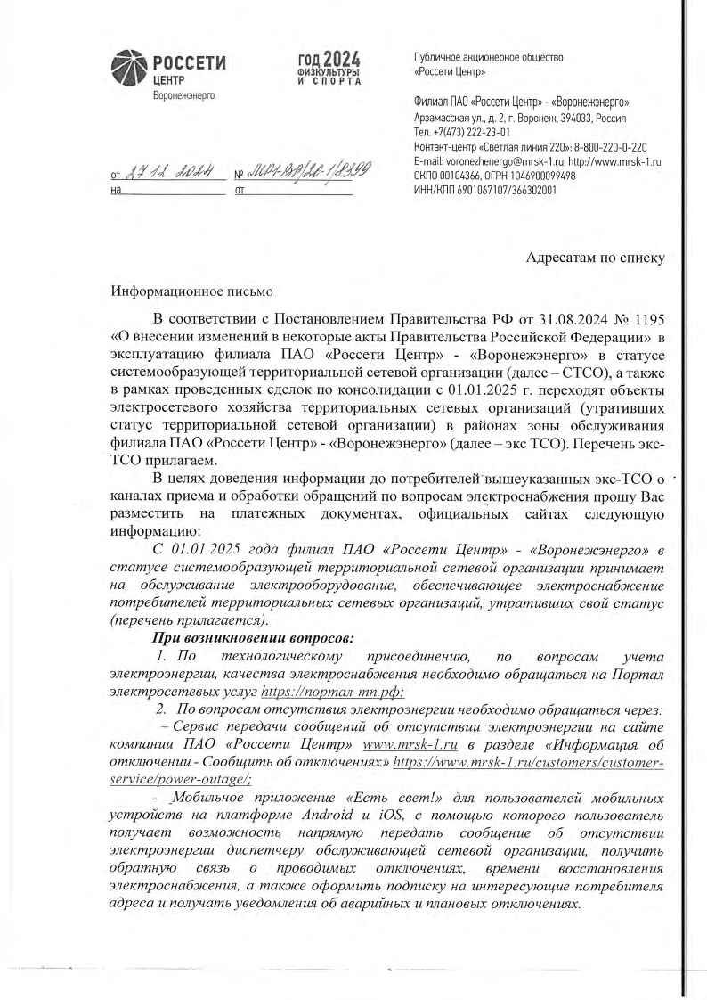 РОССЕТИ
ЦЕНТР
Воронежэнерго
ГОД 2024
ФИЗКУЛЬТУРЫ
И СПОРТА
Публичное акционерное общество
«Россети Центр»
Филиал ПАО «Россети Центр» - «Воронежэнерго»
Арзамасская ул., д. 2, г. Воронеж, 394033, Россия
Тел. +7(473) 222-23-01
Контакт-центр «Светлая линия 220»: 8-800-220-0-220
E-mail: voronezhenergo@mrsk-1.ru, http://www.mrsk-1.ru
ОКПО 00104366, ОГРН 1046900099498
ИНН/КПП 6901067107/366302001
от 27.12.2024 № МР1-ВР/26-1/8399
на от
Адресатам по списку
Информационное письмо
В соответствии с Постановлением Правительства РФ от 31.08.2024 № 1195
«О внесении изменений в некоторые акты Правительства Российской Федерации» в
эксплуатацию филиала ПАО «Россети Центр» - «Воронежэнерго» в статусе
системообразующей территориальной сетевой организации (далее – СТСО), а также
в рамках проведенных сделок по консолидации с 01.01.2025 г. переходят объекты
электросетевого хозяйства территориальных сетевых организаций (утративших
статус территориальной сетевой организации) в районах зоны обслуживания
филиала ПАО «Россети Центр» - «Воронежэнерго» (далее – экс ТСО). Перечень экс-
ТСО прилагаем.
В целях доведения информации до потребителей вышеуказанных экс-ТСО о
каналах приема и обработки обращений по вопросам электроснабжения прошу Вас
разместить на платежных документах, официальных сайтах следующую
информацию:
С 01.01.2025 года филиал ПАО «Россети Центр» - «Воронежэнерго» в
статусе системообразующей территориальной сетевой организации принимает
на обслуживание электрооборудование, обеспечивающее электроснабжение
потребителей территориальных сетевых организаций, утративших свой статус
(перечень прилагается).
При возникновении вопросов:
1. По технологическому присоединению, по вопросам учета
электроэнергии, качества электроснабжения необходимо обращаться на Портал
электросетевых услуг https://портал-тп.рф;
2. По вопросам отсутствия электроэнергии необходимо обращаться через:
– Сервис передачи сообщений об отсутствии электроэнергии на сайте
компании ПАО «Россети Центр» www.mrsk-1.ru в разделе «Информация об
отключении - Сообщить об отключениях» https://www.mrsk-1.ru/customers/customer-
service/power-outage/;
- Мобильное приложение «Есть свет!» для пользователей мобильных
устройств на платформе Android и iOS, с помощью которого пользователь
получает возможность напрямую передать сообщение об отсутствии
электроэнергии диспетчеру обслуживающей сетевой организации, получить
обратную связь о проводимых отключениях, времени восстановления
электроснабжения, а также оформить подписку на интересующие потребителя
адреса и получать уведомления об аварийных и плановых отключениях.